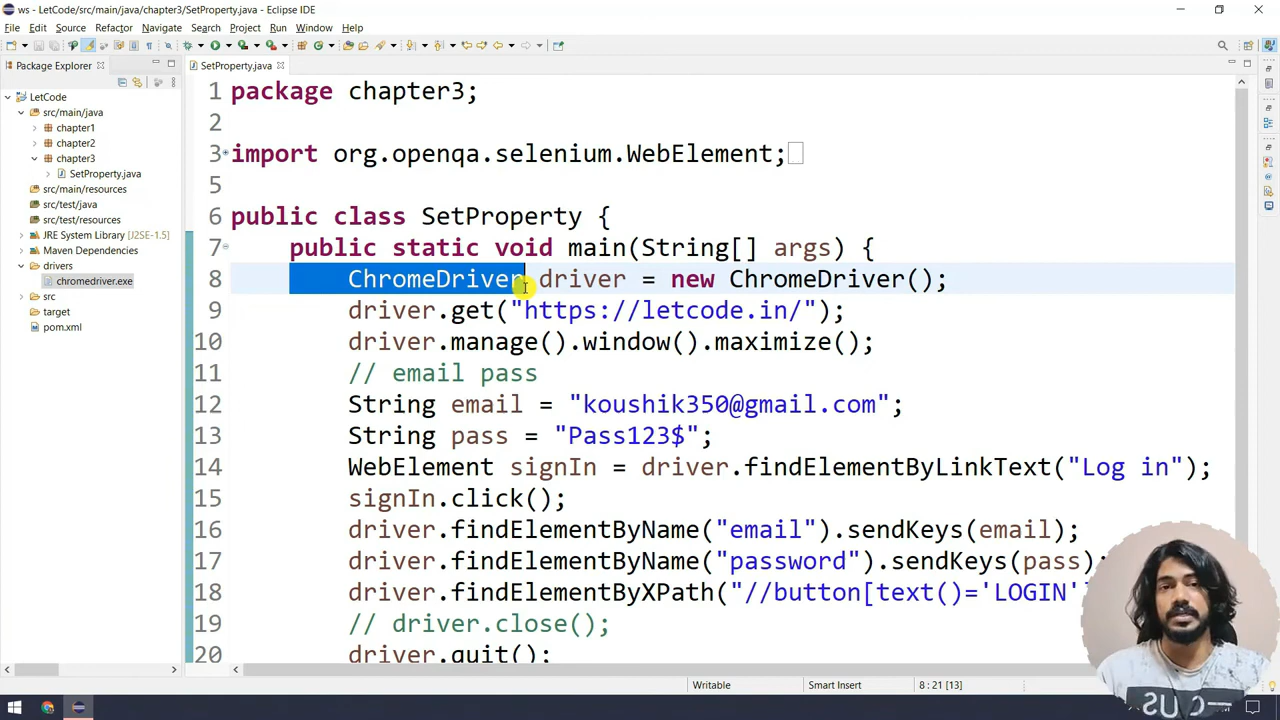 ws - LetCode/src/main/java/chapter3/SetProperty.java - Eclipse IDE
File Edit Source Refactor Navigate Search Project Run Window Help
Package Explorer
SetProperty.java
LetCode
src/main/java
chapter1
chapter2
chapter3
SetProperty.java
src/main/resources
src/test/java
src/test/resources
JRE System Library [J2SE-1.5]
Maven Dependencies
drivers
chromedriver.exe
src
target
pom.xml
1 package chapter3;
2
3 import org.openqa.selenium.WebElement;
5
6 public class SetProperty {
7 public static void main(String[] args) {
8 ChromeDriver driver = new ChromeDriver();
9 driver.get("https://letcode.in/");
10 driver.manage().window().maximize();
11 // email pass
12 String email = "koushik350@gmail.com";
13 String pass = "Pass123$";
14 WebElement signIn = driver.findElementByLinkText("Log in");
15 signIn.click();
16 driver.findElementByName("email").sendKeys(email);
17 driver.findElementByName("password").sendKeys(pass);
18 driver.findElementByXPath("//button[text()='LOGIN'
19 // driver.close();
20 driver.quit();
Writable Smart Insert 8 : 21 [13]